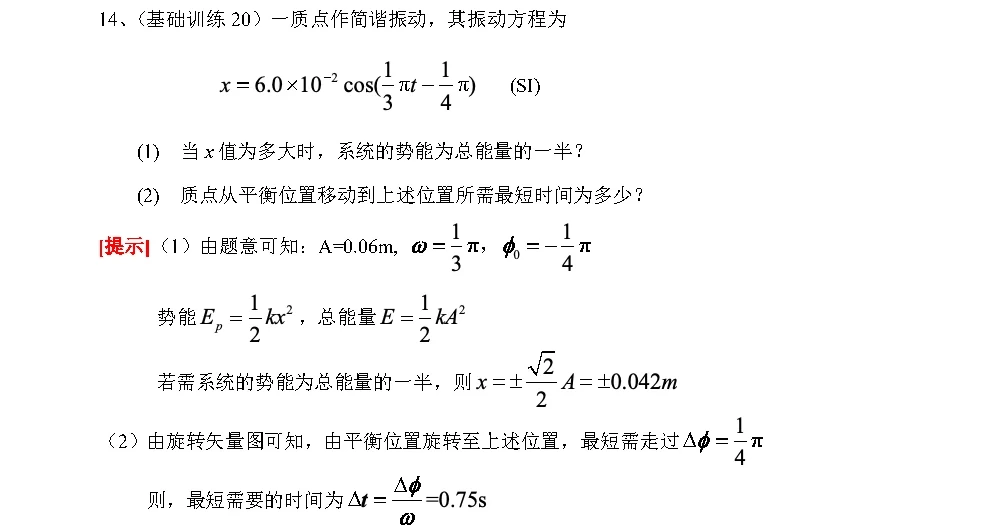 14、（基础训练 20）一质点作简谐振动，其振动方程为
x = 6.0×10⁻² cos(1/3 πt − 1/4 π) (SI)
(1) 当 x 值为多大时，系统的势能为总能量的一半？
(2) 质点从平衡位置移动到上述位置所需最短时间为多少？
[提示]（1）由题意可知：A=0.06m, ω = 1/3 π， ϕ₀ = −1/4 π
势能 Eₚ = 1/2 kx²，总能量 E = 1/2 kA²
若需系统的势能为总能量的一半，则 x = ± √2/2 A = ±0.042m
（2）由旋转矢量图可知，由平衡位置旋转至上述位置，最短需走过 Δϕ = 1/4 π
则，最短需要的时间为 Δt = Δϕ/ω =0.75s